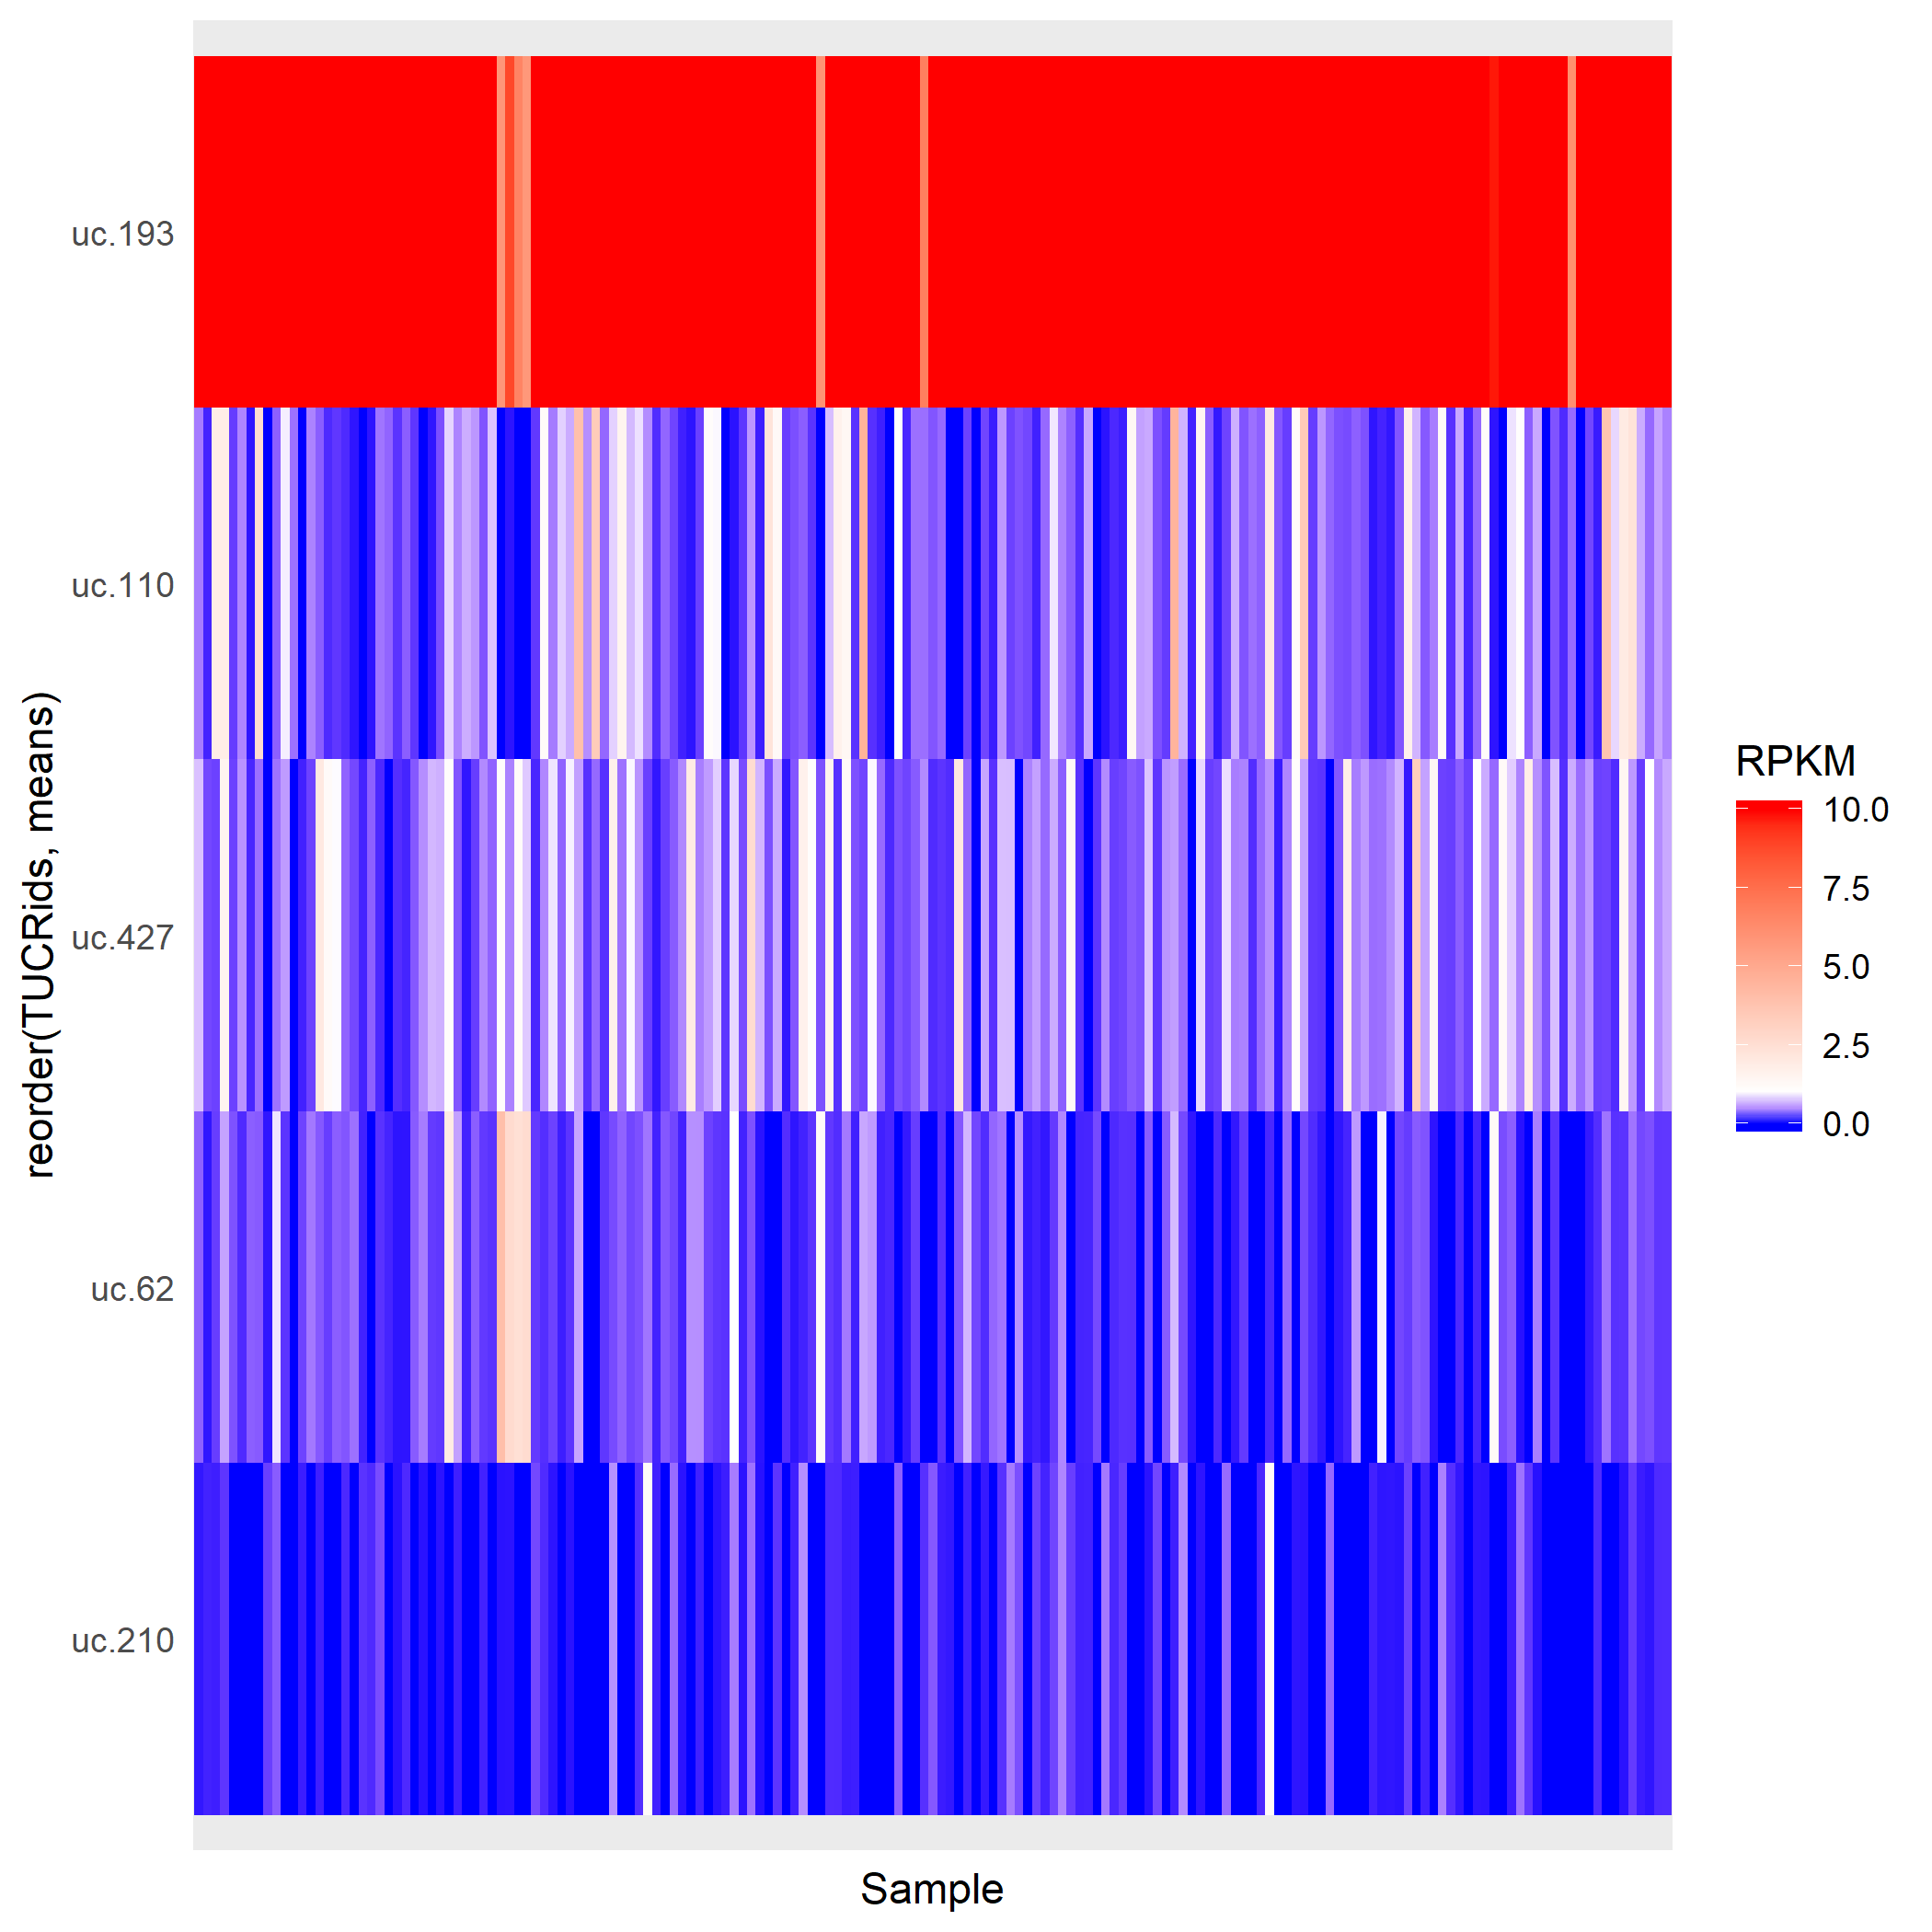 uc.193
uc.110
uc.427
uc.62
uc.210
reorder(TUCRids, means)
Sample
RPKM
10.0
7.5
5.0
2.5
0.0